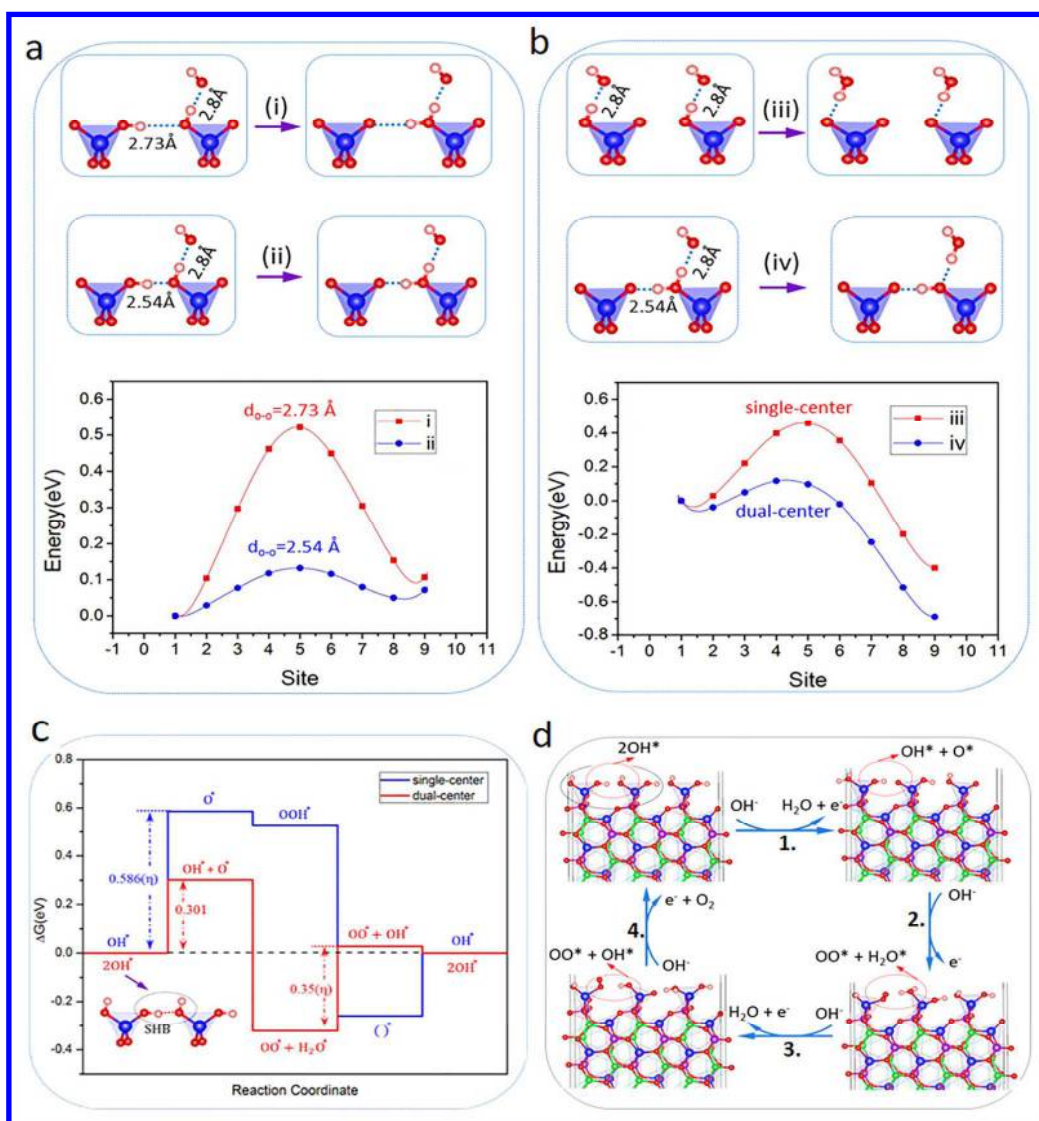 a
(i)
2.8Å
2.73Å
(ii)
2.8Å
2.54Å
0.6
0.5
0.4
0.3
0.2
0.1
0.0
Energy(eV)
d₀₋₀=2.73 Å
d₀₋₀=2.54 Å
i
ii
-1 0 1 2 3 4 5 6 7 8 9 10 11
Site
b
2.8Å
2.8Å
(iii)
2.8Å
2.54Å
(iv)
0.6
0.4
0.2
0.0
-0.2
-0.4
-0.6
-0.8
Energy(eV)
single-center
dual-center
iii
iv
-1 0 1 2 3 4 5 6 7 8 9 10 11
Site
c
0.8
0.6
0.4
0.2
0.0
-0.2
-0.4
ΔG(eV)
single-center
dual-center
O*
OOH*
0.586(η)
OH* + O*
0.301
OH*
2OH*
SHB
OO* + H₂O*
OO* + OH*
0.35(η)
( )*
OH*
2OH*
Reaction Coordinate
d
2OH*
OH* + O*
OH⁻
H₂O + e⁻
1.
2.
OH⁻
e⁻
OO* + H₂O*
OH⁻
H₂O + e⁻
3.
OO* + OH*
4.
e⁻ + O₂
OH⁻